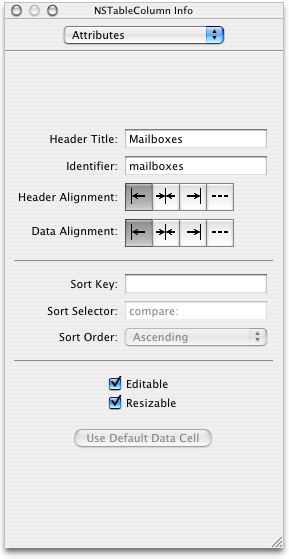 NSTableColumn Info
Attributes
Header Title: Mailboxes
Identifier: mailboxes
Header Alignment:
Data Alignment:
Sort Key:
Sort Selector: compare:
Sort Order: Ascending
Editable
Resizable
Use Default Data Cell